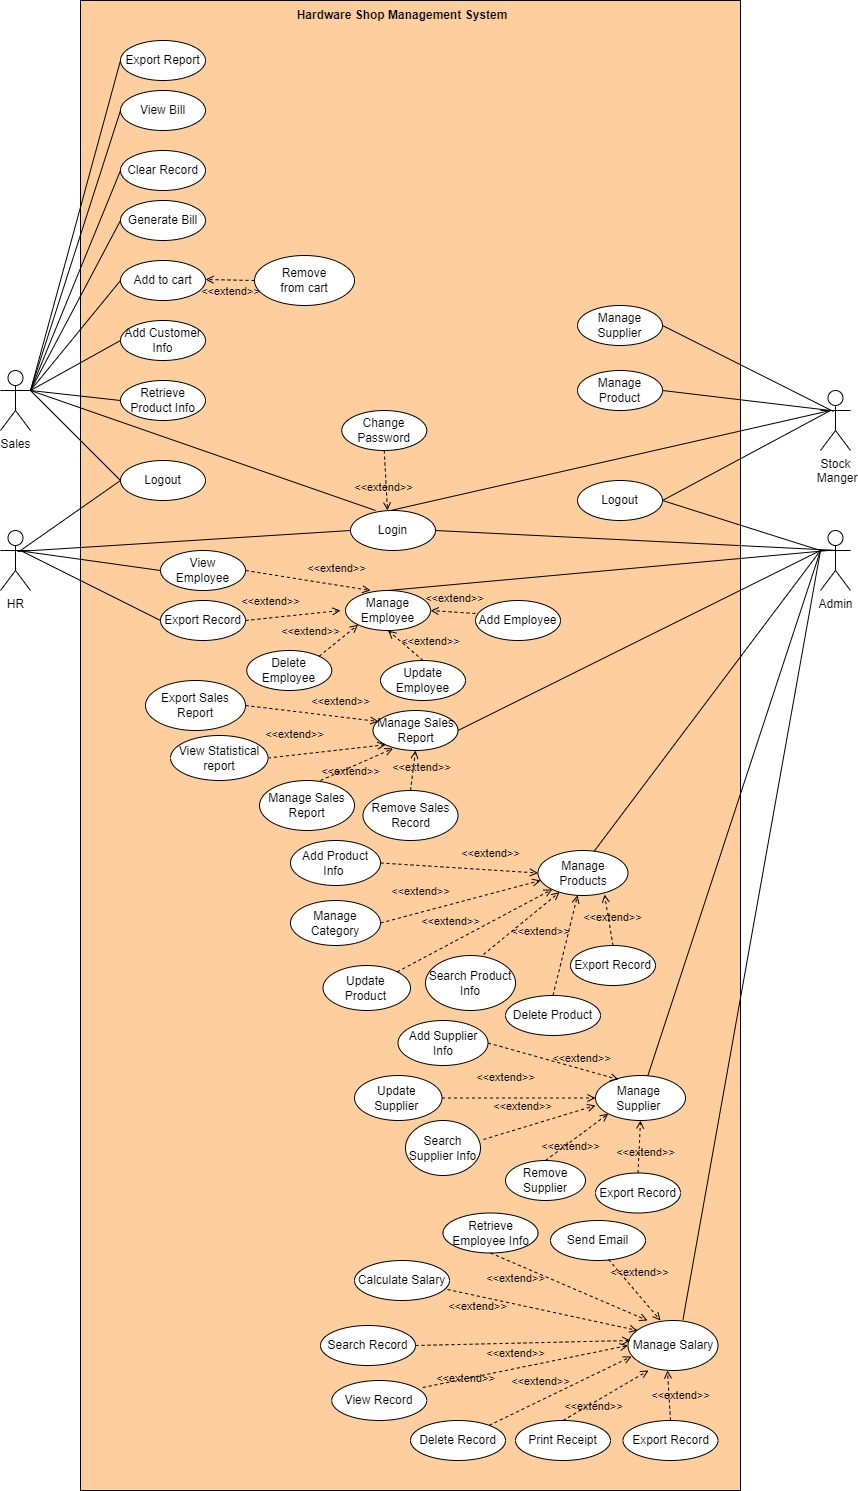 Hardware Shop Management System
Export Report
View Bill
Clear Record
Generate Bill
Add to cart
<<extend>>
Remove
from cart
Add Customer
Info
Retrieve
Product Info
Sales
Logout
HR
Manage
Supplier
Manage
Product
Stock
Manger
Logout
Admin
Change
Password
<<extend>>
Login
View
Employee
<<extend>>
Export Record
<<extend>>
Manage
Employee
<<extend>>
Add Employee
<<extend>>
Delete
Employee
<<extend>>
Update
Employee
Export Sales
Report
<<extend>>
Manage Sales
Report
<<extend>>
View Statistical
report
<<extend>>
Manage Sales
Report
<<extend>>
Remove Sales
Record
Add Product
Info
<<extend>>
Manage
Products
<<extend>>
Manage
Category
<<extend>>
Update
Product
<<extend>>
Search Product
Info
Delete Product
<<extend>>
Export Record
Add Supplier
Info
<<extend>>
Update
Supplier
<<extend>>
Manage
Supplier
<<extend>>
Search
Supplier Info
<<extend>>
Remove
Supplier
<<extend>>
Export Record
Retrieve
Employee Info
Send Email
<<extend>>
<<extend>>
Calculate Salary
<<extend>>
Search Record
Manage Salary
<<extend>>
View Record
<<extend>>
<<extend>>
<<extend>>
<<extend>>
Delete Record
Print Receipt
Export Record